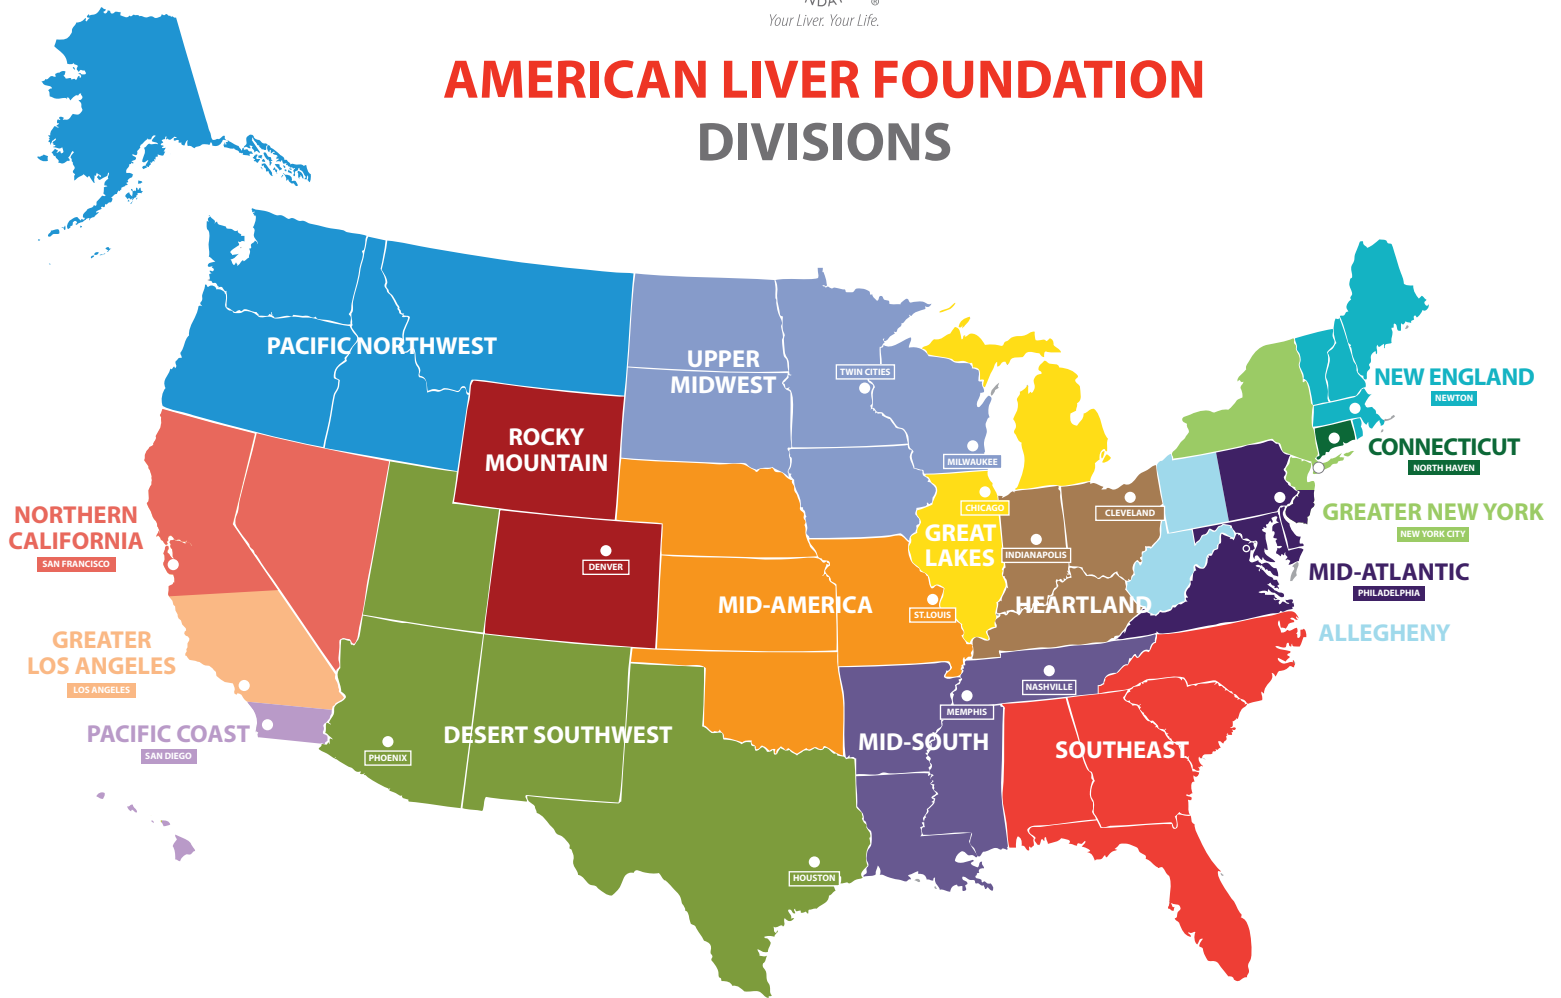 Your Liver. Your Life.
AMERICAN LIVER FOUNDATION
DIVISIONS
PACIFIC NORTHWEST
UPPER
MIDWEST
TWIN CITIES
MILWAUKEE
ROCKY
MOUNTAIN
DENVER
NEW ENGLAND
NEWTON
CONNECTICUT
NORTH HAVEN
GREATER NEW YORK
NEW YORK CITY
MID-ATLANTIC
PHILADELPHIA
ALLEGHENY
NORTHERN
CALIFORNIA
SAN FRANCISCO
GREATER
LOS ANGELES
LOS ANGELES
PACIFIC COAST
SAN DIEGO
CHICAGO
GREAT
LAKES
CLEVELAND
INDIANAPOLIS
HEARTLAND
MID-AMERICA
ST.LOUIS
NASHVILLE
MEMPHIS
MID-SOUTH
SOUTHEAST
DESERT SOUTHWEST
PHOENIX
HOUSTON